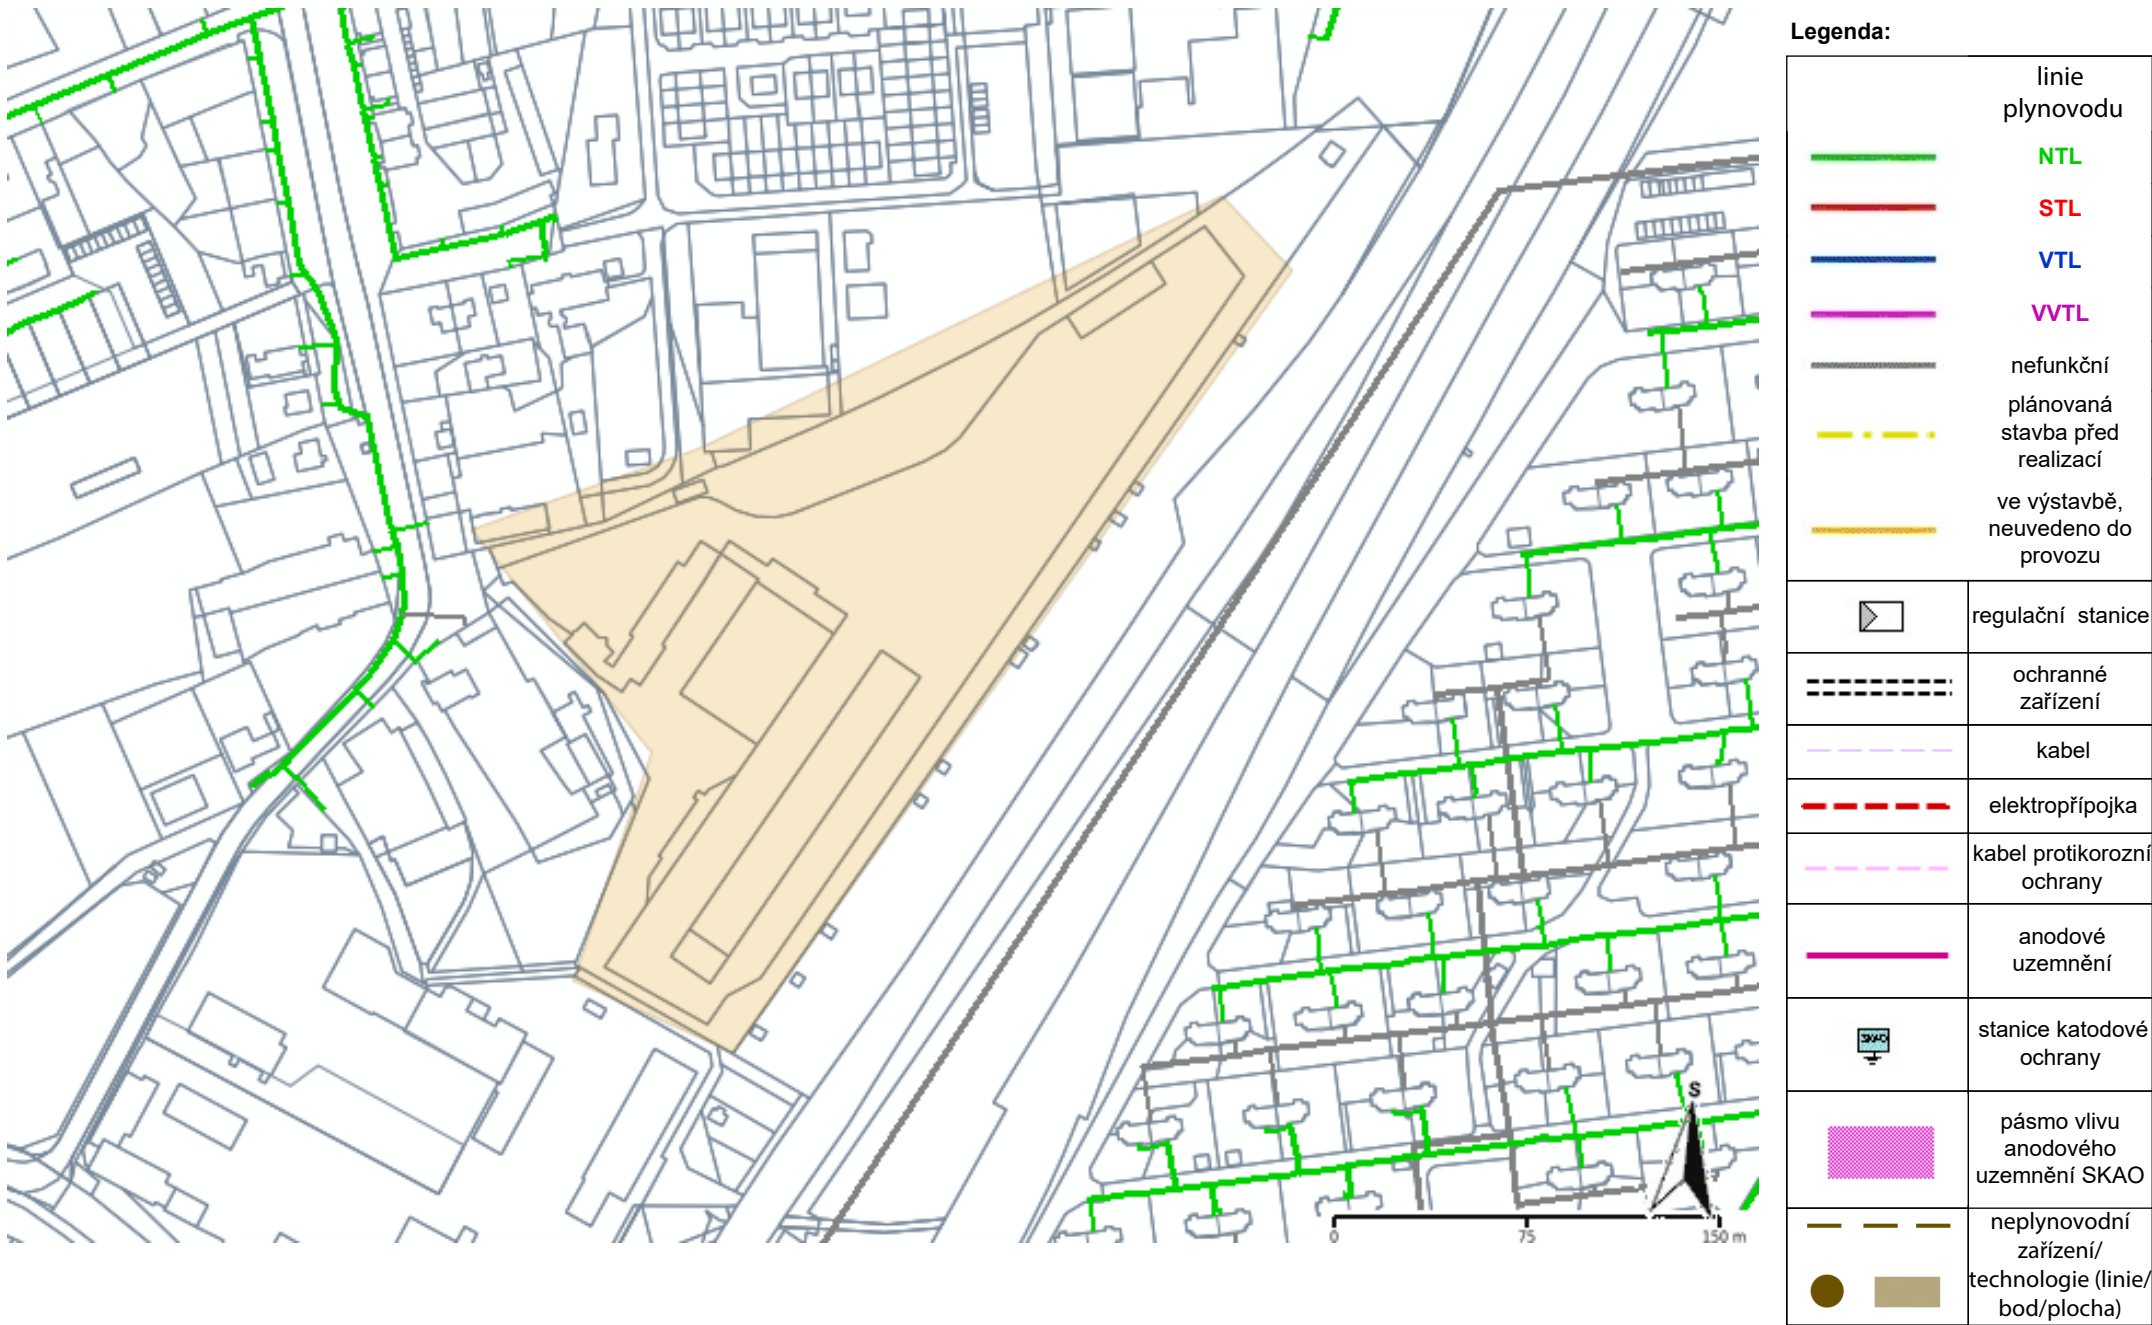 Legenda:
linie
plynovodu
NTL
STL
VTL
VVTL
nefunkční
plánovaná
stavba před
realizací
ve výstavbě,
neuvedeno do
provozu
regulační stanice
ochranné
zařízení
kabel
elektropřípojka
kabel protikorozní
ochrany
anodové
uzemnění
SKAO
stanice katodové
ochrany
pásmo vlivu
anodového
uzemnění SKAO
neplynovodní
zařízení/
technologie (linie/
bod/plocha)
S
0 75 150 m